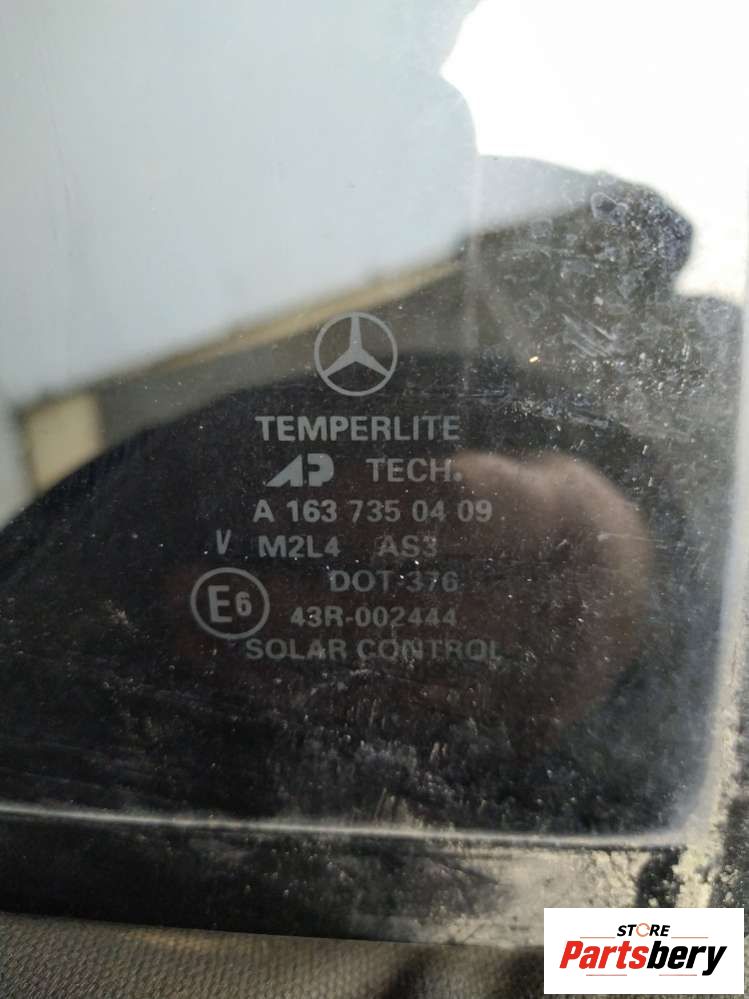 TEMPERLITE
AP TECH.
A 163 735 04 09
V M2L4 AS3
DOT 376
E6 43R-002444
SOLAR CONTROL
STORE
Partsbery